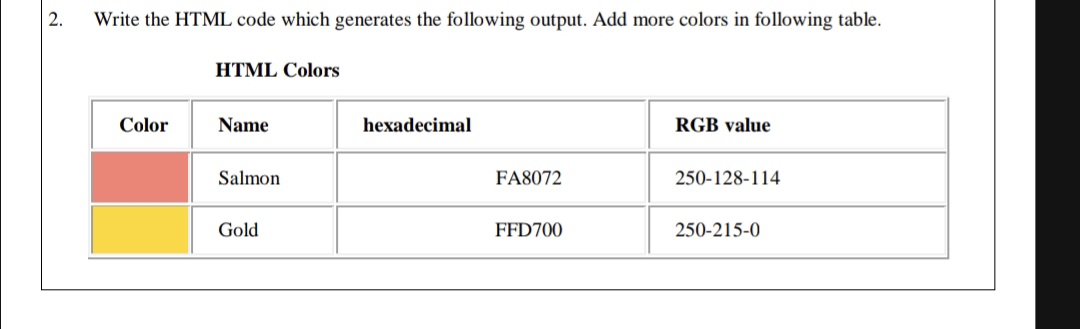 2. Write the HTML code which generates the following output. Add more colors in following table.
HTML Colors
Color Name hexadecimal RGB value
Salmon FA8072 250-128-114
Gold FFD700 250-215-0